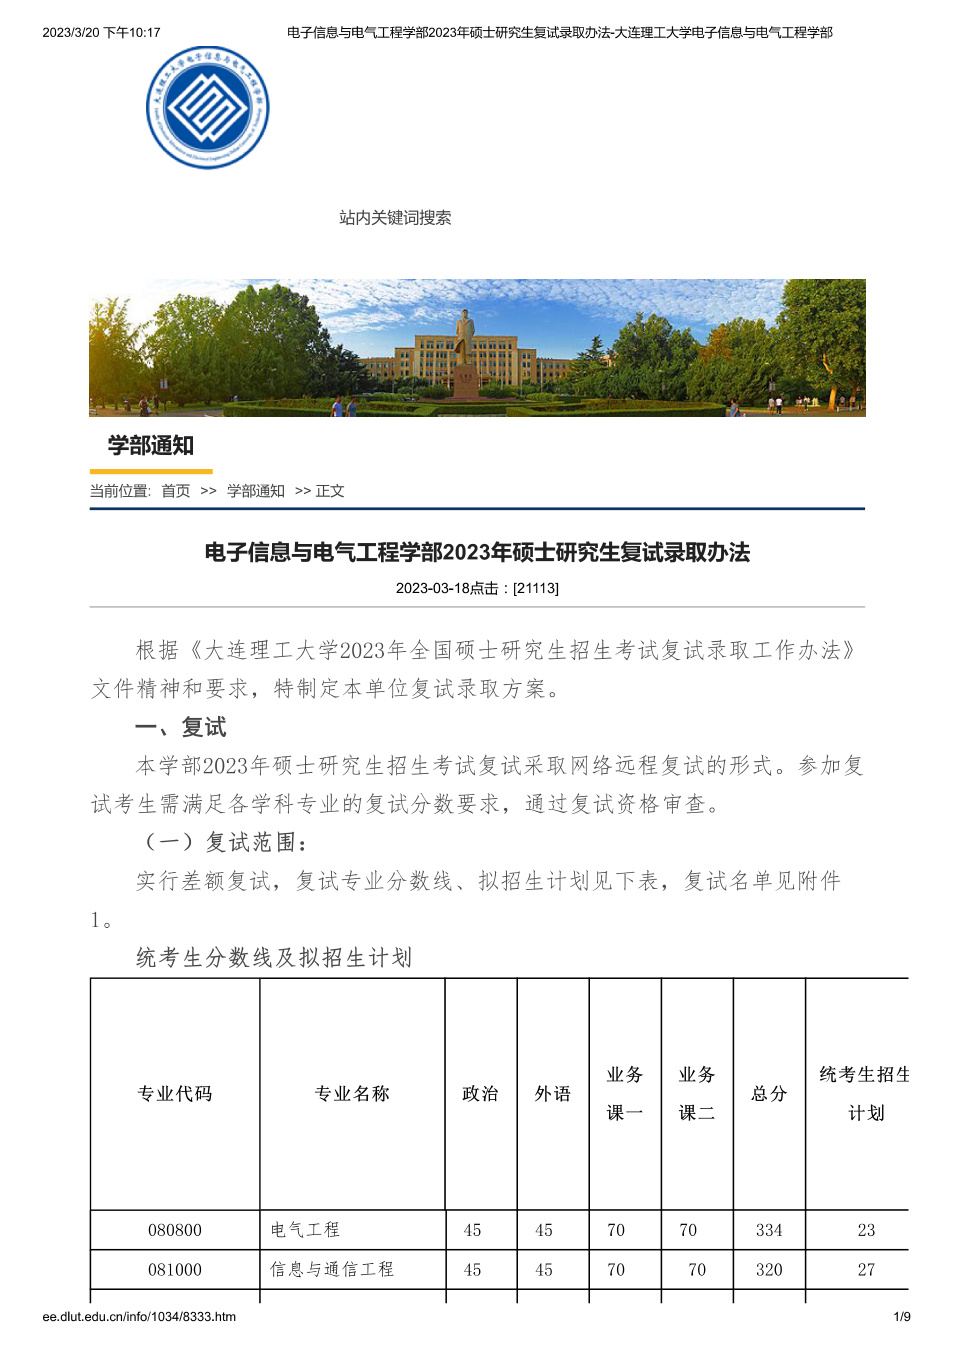 2023/3/20 下午10:17 电子信息与电气工程学部2023年硕士研究生复试录取办法-大连理工大学电子信息与电气工程学部
大连理工大学电子信息与电气工程学部
站内关键词搜索
学部通知
当前位置: 首页 >> 学部通知 >> 正文
电子信息与电气工程学部2023年硕士研究生复试录取办法
2023-03-18点击：[21113]
根据《大连理工大学2023年全国硕士研究生招生考试复试录取工作办法》
文件精神和要求，特制定本单位复试录取方案。
一、复试
本学部2023年硕士研究生招生考试复试采取网络远程复试的形式。参加复
试考生需满足各学科专业的复试分数要求，通过复试资格审查。
（一）复试范围：
实行差额复试，复试专业分数线、拟招生计划见下表，复试名单见附件
1。
统考生分数线及拟招生计划
专业代码 专业名称 政治 外语 业务课一 业务课二 总分 统考生招生计划
080800 电气工程 45 45 70 70 334 23
081000 信息与通信工程 45 45 70 70 320 27
ee.dlut.edu.cn/info/1034/8333.htm 1/9